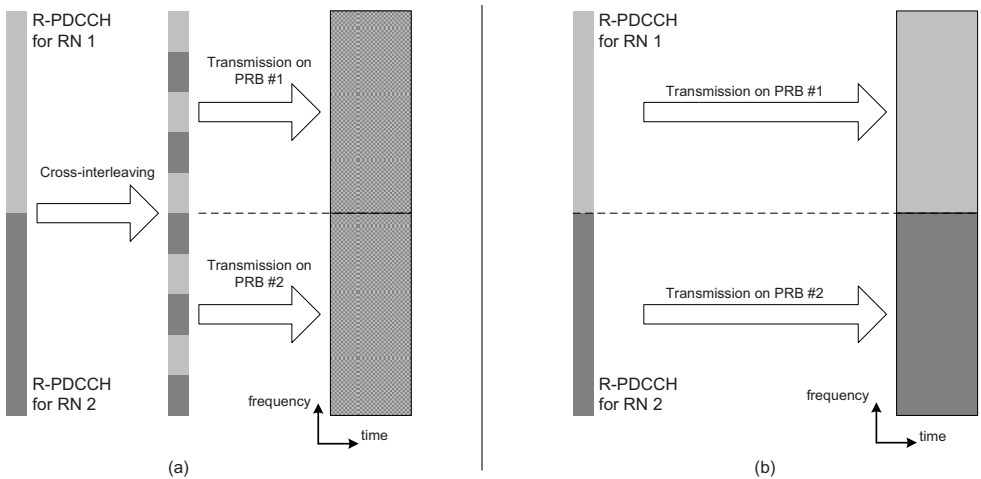 R-PDCCH
for RN 1
Cross-interleaving
R-PDCCH
for RN 2
Transmission on
PRB #1
Transmission on
PRB #2
frequency
time
(a)
R-PDCCH
for RN 1
Transmission on PRB #1
Transmission on PRB #2
R-PDCCH
for RN 2
frequency
time
(b)